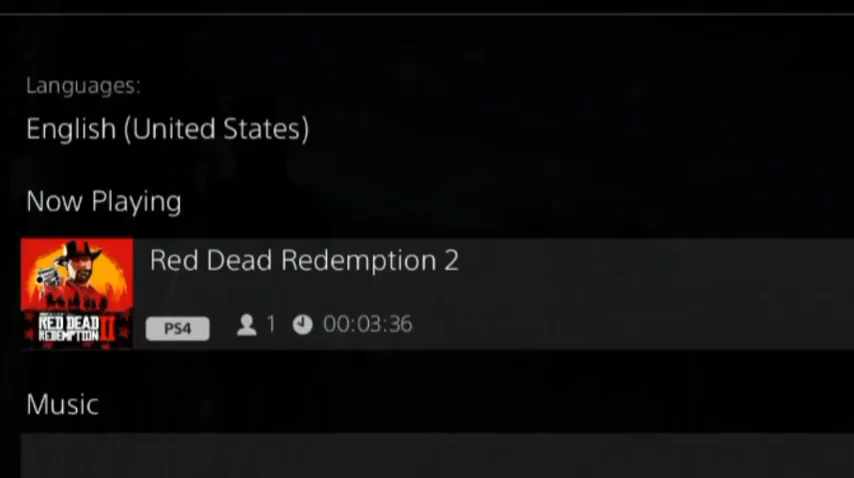 Languages:
English (United States)
Now Playing
Red Dead Redemption 2
RED DEAD
REDEMPTION II
PS4 1 00:03:36
Music